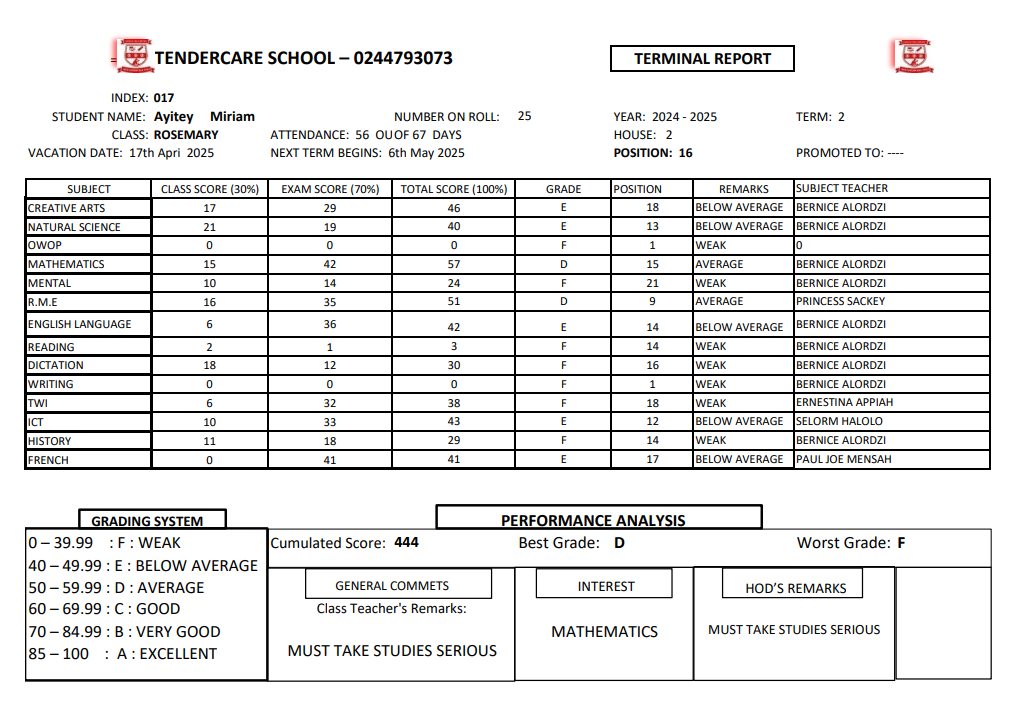 TENDERCARE SCHOOL – 0244793073
TERMINAL REPORT
INDEX: 017
STUDENT NAME: Ayitey Miriam NUMBER ON ROLL: 25 YEAR: 2024 - 2025 TERM: 2
CLASS: ROSEMARY ATTENDANCE: 56 OU OF 67 DAYS HOUSE: 2
VACATION DATE: 17th Apri 2025 NEXT TERM BEGINS: 6th May 2025 POSITION: 16 PROMOTED TO: ----
SUBJECT CLASS SCORE (30%) EXAM SCORE (70%) TOTAL SCORE (100%) GRADE POSITION REMARKS SUBJECT TEACHER
CREATIVE ARTS 17 29 46 E 18 BELOW AVERAGE BERNICE ALORDZI
NATURAL SCIENCE 21 19 40 E 13 BELOW AVERAGE BERNICE ALORDZI
OWOP 0 0 0 F 1 WEAK 0
MATHEMATICS 15 42 57 D 15 AVERAGE BERNICE ALORDZI
MENTAL 10 14 24 F 21 WEAK BERNICE ALORDZI
R.M.E 16 35 51 D 9 AVERAGE PRINCESS SACKEY
ENGLISH LANGUAGE 6 36 42 E 14 BELOW AVERAGE BERNICE ALORDZI
READING 2 1 3 F 14 WEAK BERNICE ALORDZI
DICTATION 18 12 30 F 16 WEAK BERNICE ALORDZI
WRITING 0 0 0 F 1 WEAK BERNICE ALORDZI
TWI 6 32 38 F 18 WEAK ERNESTINA APPIAH
ICT 10 33 43 E 12 BELOW AVERAGE SELORM HALOLO
HISTORY 11 18 29 F 14 WEAK BERNICE ALORDZI
FRENCH 0 41 41 E 17 BELOW AVERAGE PAUL JOE MENSAH
GRADING SYSTEM
0 – 39.99 : F : WEAK
40 – 49.99 : E : BELOW AVERAGE
50 – 59.99 : D : AVERAGE
60 – 69.99 : C : GOOD
70 – 84.99 : B : VERY GOOD
85 – 100 : A : EXCELLENT
PERFORMANCE ANALYSIS
Cumulated Score: 444 Best Grade: D Worst Grade: F
GENERAL COMMETS
Class Teacher's Remarks:
MUST TAKE STUDIES SERIOUS
INTEREST
MATHEMATICS
HOD'S REMARKS
MUST TAKE STUDIES SERIOUS